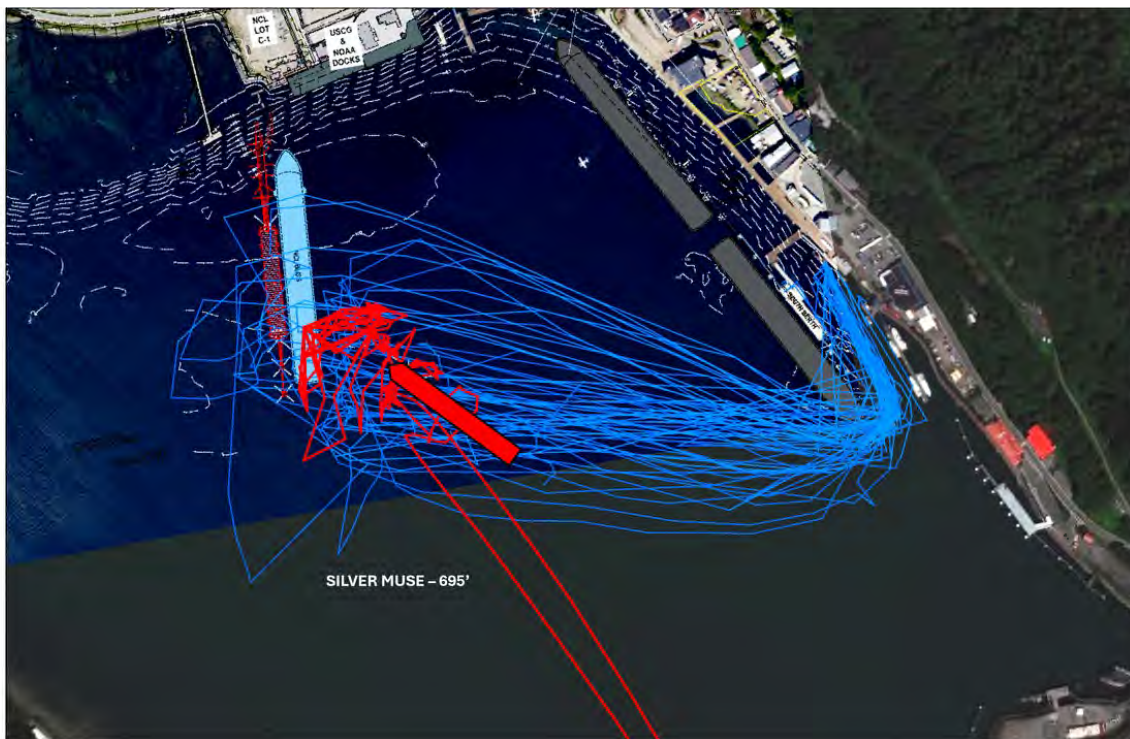 NCL
LOT
C-1
USCG
&
NOAA
DOCKS
SILVER MUSE – 695'